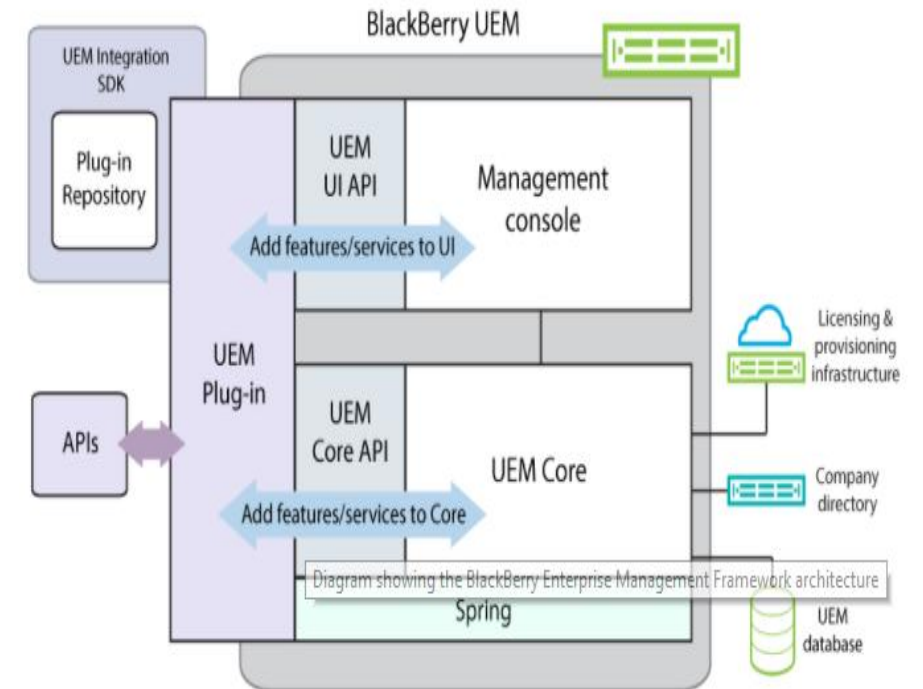 BlackBerry UEM
UEM Integration
SDK
Plug-in
Repository
UEM
UI API
Management
console
Add features/services to UI
UEM
Plug-in
APIs
UEM
Core API
UEM Core
Add features/services to Core
Diagram showing the BlackBerry Enterprise Management Framework architecture
Spring
Licensing &
provisioning
infrastructure
Company
directory
UEM
database